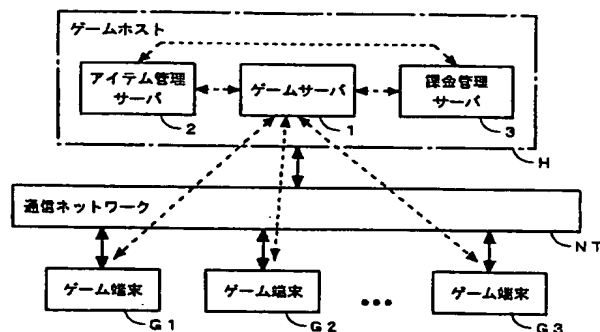 ゲームホスト
アイテム管理
サーバ
2
ゲームサーバ
1
課金管理
サーバ
3
H
通信ネットワーク
NT
ゲーム端末
G1
ゲーム端末
G2
•••
ゲーム端末
G3